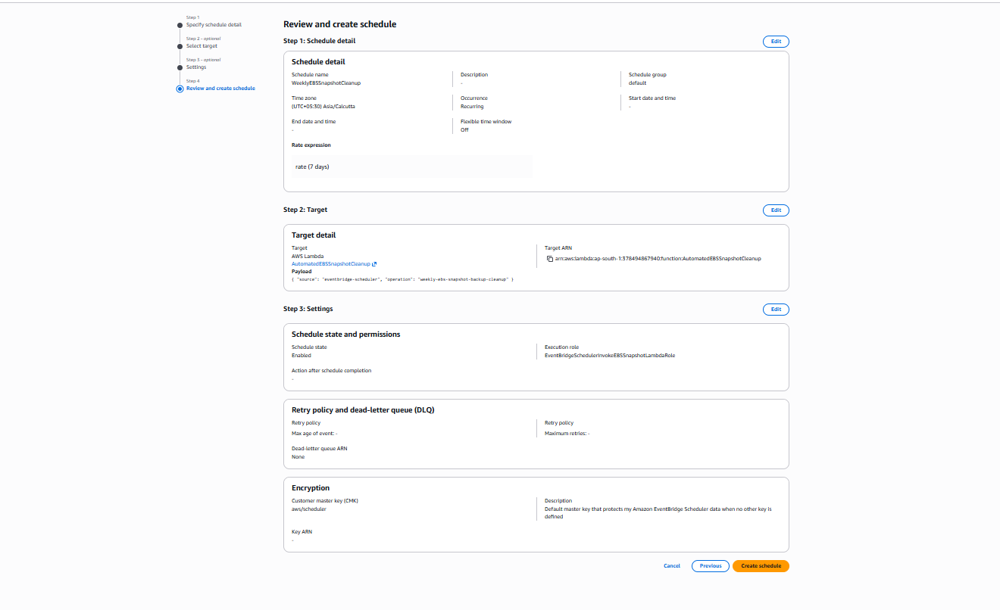 Step 1
Specify schedule detail
Step 2 - optional
Select target
Step 3 - optional
Settings
Step 4
Review and create schedule
Review and create schedule
Step 1: Schedule detail
Edit
Schedule detail
Schedule name
WeeklyEBSSnapshotCleanup
Description
-
Schedule group
default
Time zone
(UTC+05:30) Asia/Calcutta
Occurrence
Recurring
Start date and time
-
End date and time
-
Flexible time window
Off
Rate expression
rate (7 days)
Step 2: Target
Edit
Target detail
Target
AWS Lambda
AutomatedEBSSnapshotCleanup
Payload
{ "source": "eventbridge-scheduler", "operation": "weekly-ebs-snapshot-backup-cleanup" }
Target ARN
arn:aws:lambda:ap-south-1:378494867940:function:AutomatedEBSSnapshotCleanup
Step 3: Settings
Edit
Schedule state and permissions
Schedule state
Enabled
Execution role
EventBridgeSchedulerInvokeEBSSnapshotLambdaRole
Action after schedule completion
-
Retry policy and dead-letter queue (DLQ)
Retry policy
Max age of event: -
Retry policy
Maximum retries: -
Dead-letter queue ARN
None
Encryption
Customer master key (CMK)
aws/scheduler
Description
Default master key that protects my Amazon EventBridge Scheduler data when no other key is
defined
Key ARN
-
Cancel
Previous
Create schedule